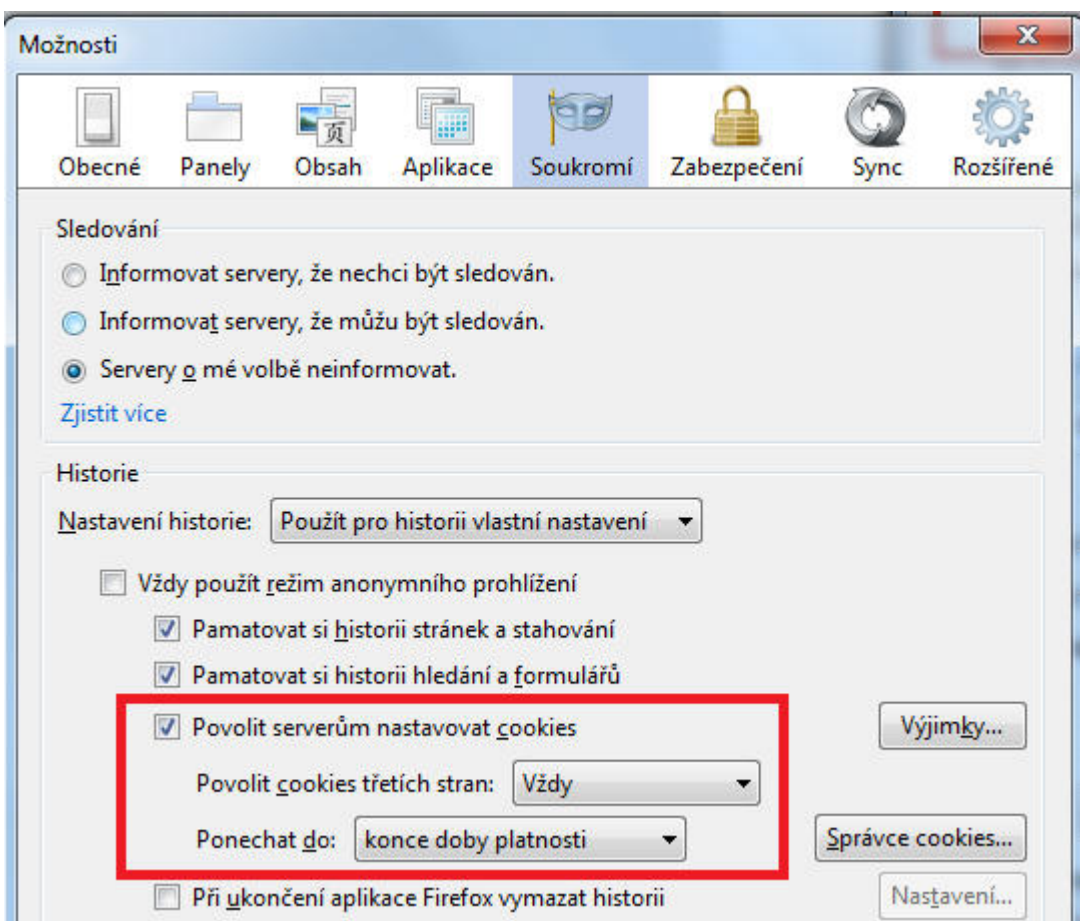 Možnosti
Obecné Panely Obsah Aplikace Soukromí Zabezpečení Sync Rozšířené
Sledování
Informovat servery, že nechci být sledován.
Informovat servery, že můžu být sledován.
Servery o mé volbě neinformovat.
Zjistit více
Historie
Nastavení historie: Použít pro historii vlastní nastavení
Vždy použít režim anonymního prohlížení
Pamatovat si historii stránek a stahování
Pamatovat si historii hledání a formulářů
Povolit serverům nastavovat cookies Výjimky...
Povolit cookies třetích stran: Vždy
Ponechat do: konce doby platnosti Správce cookies...
Při ukončení aplikace Firefox vymazat historii Nastavení...